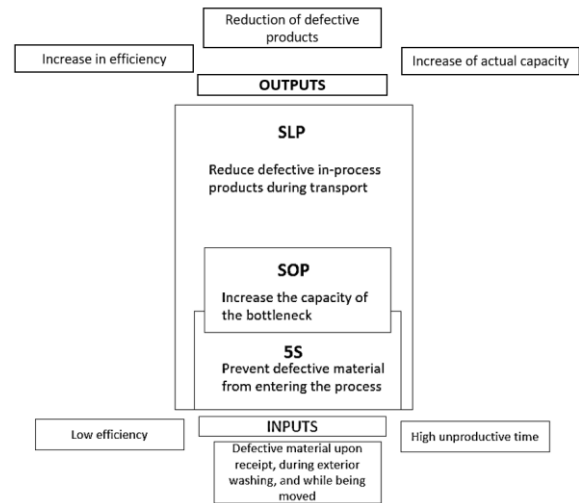 Reduction of defective
products
Increase in efficiency
Increase of actual capacity
OUTPUTS
SLP
Reduce defective in-process
products during transport
SOP
Increase the capacity of
the bottleneck
5S
Prevent defective material
from entering the process
INPUTS
Low efficiency
High unproductive time
Defective material upon
receipt, during exterior
washing, and while being
moved